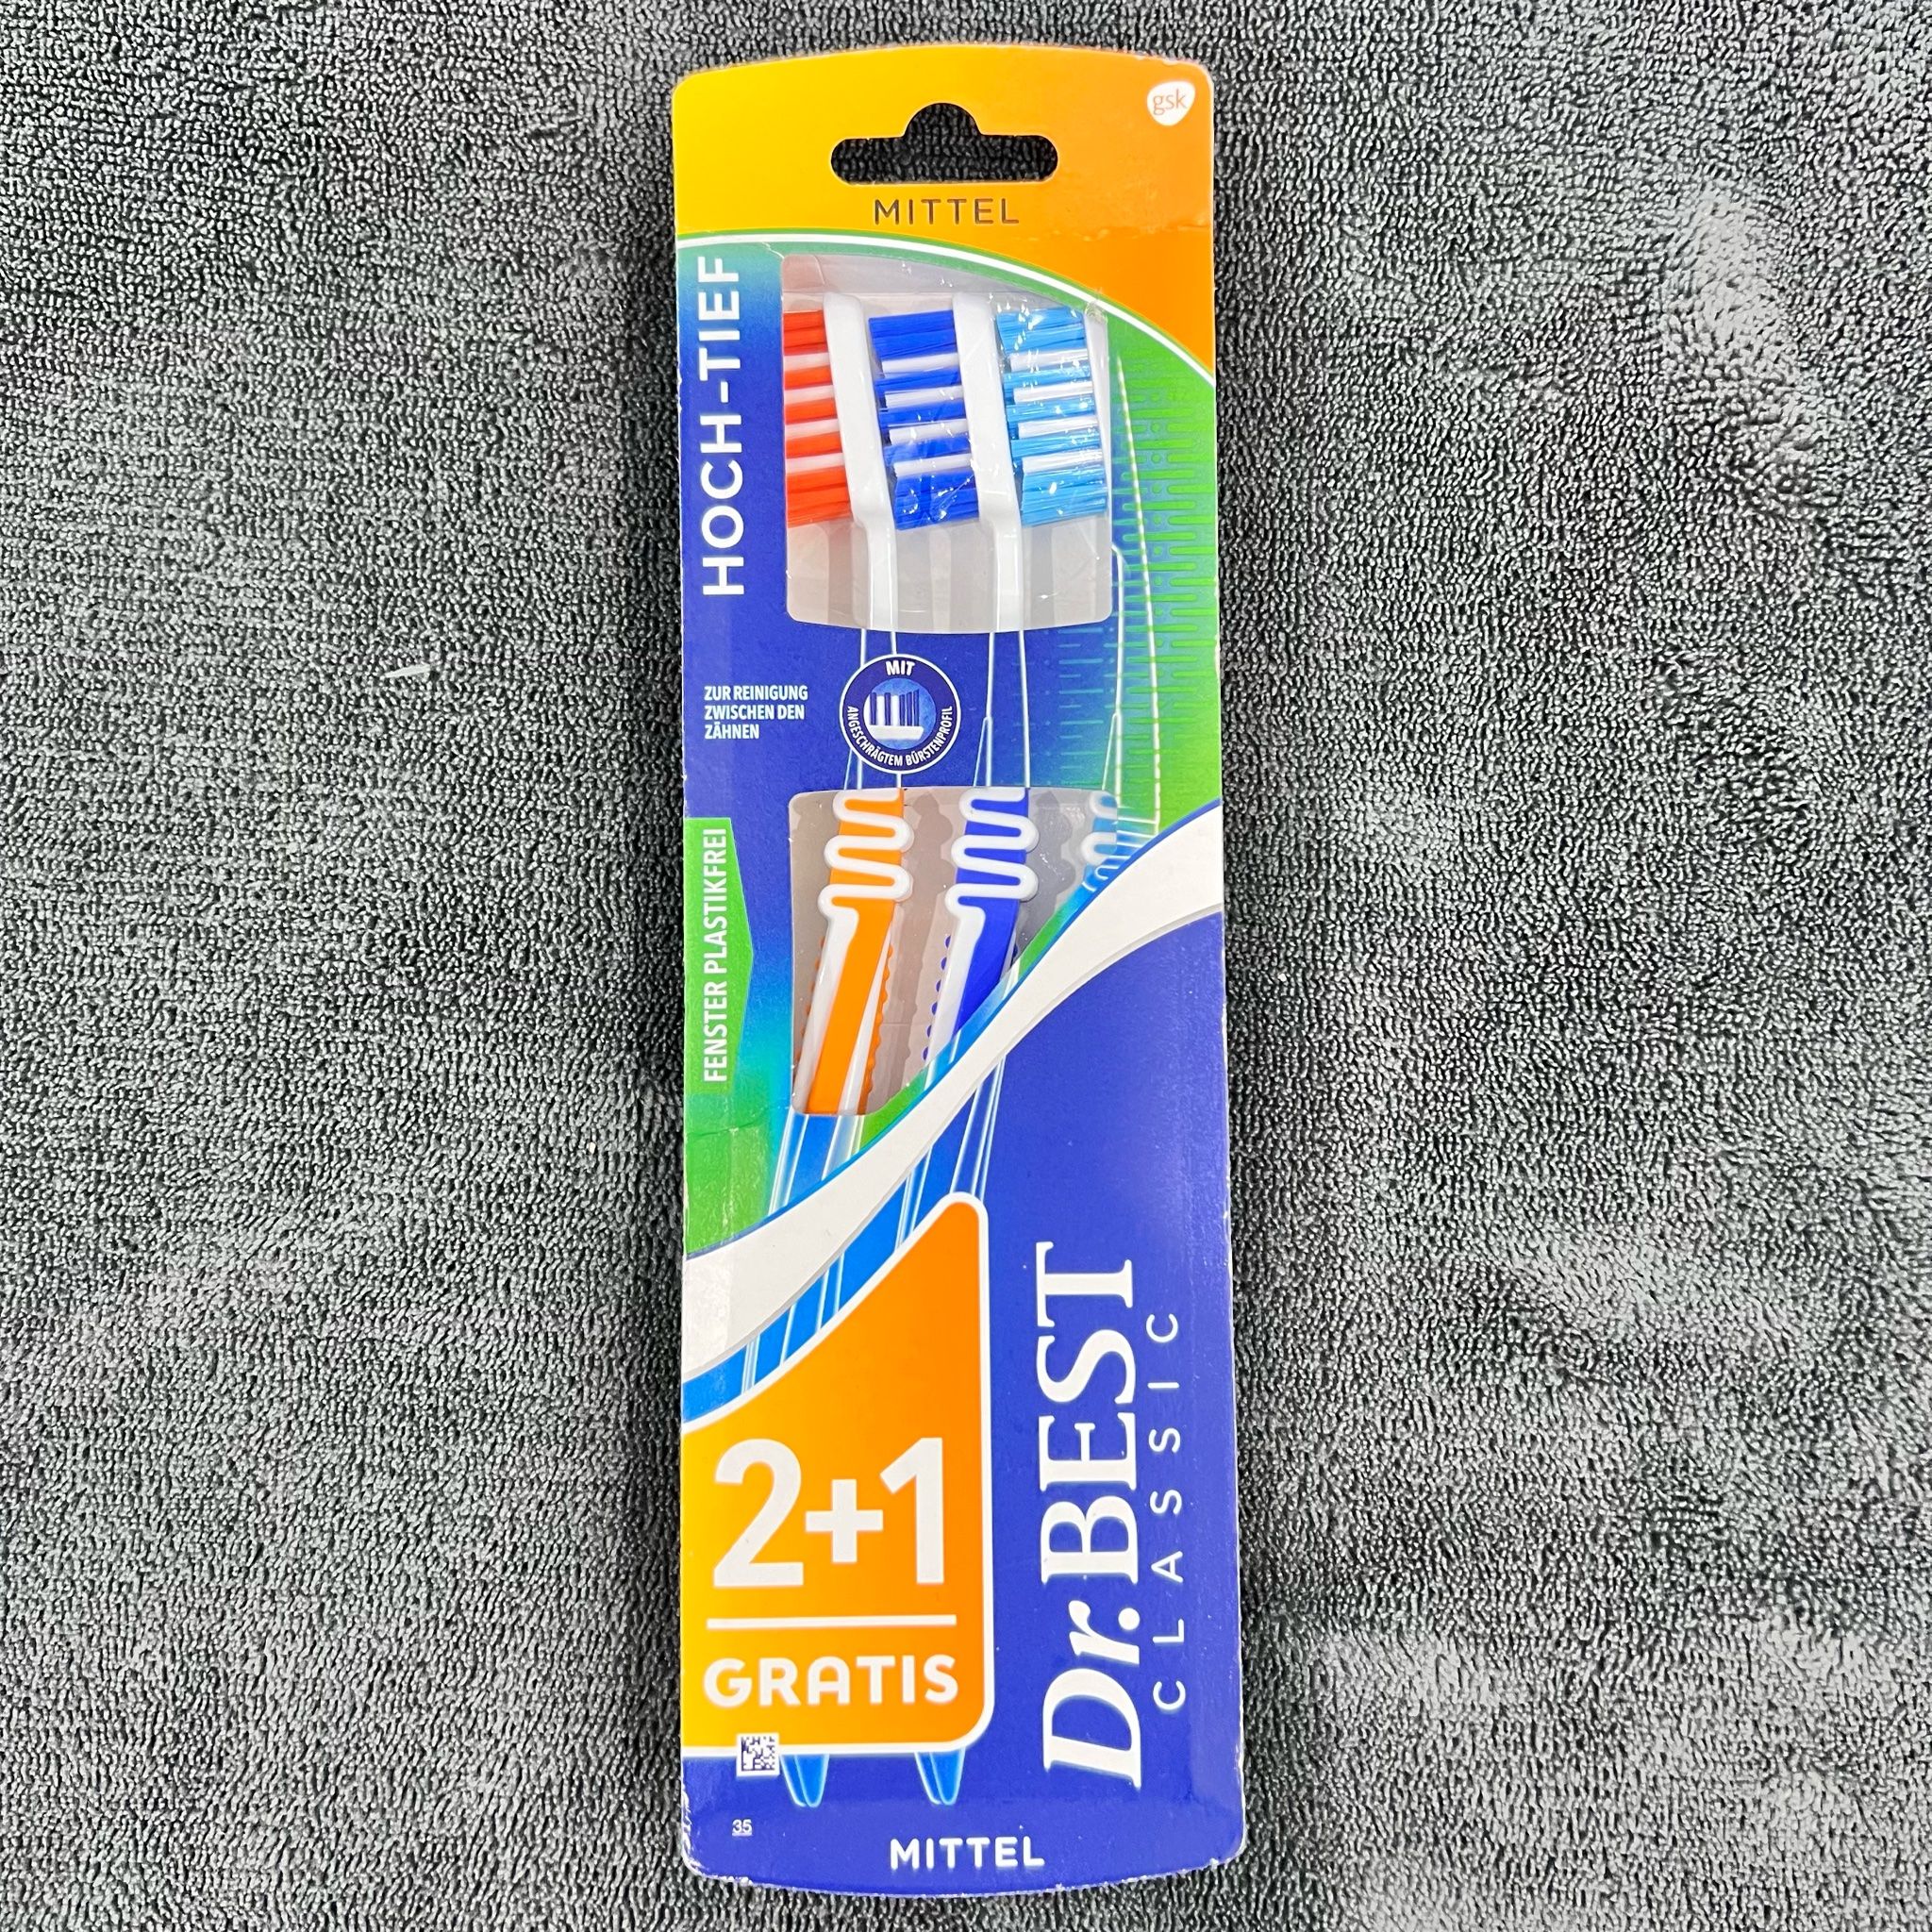 gsk
MITTEL
HOCH-TIEF
ZUR REINIGUNG
ZWISCHEN DEN
ZÄHNEN
MIT
ANGESCHRÄGTEM BÜRSTENPROFIL
FENSTER PLASTIKFREI
2+1
GRATIS
Dr. BEST
CLASSIC
35
MITTEL